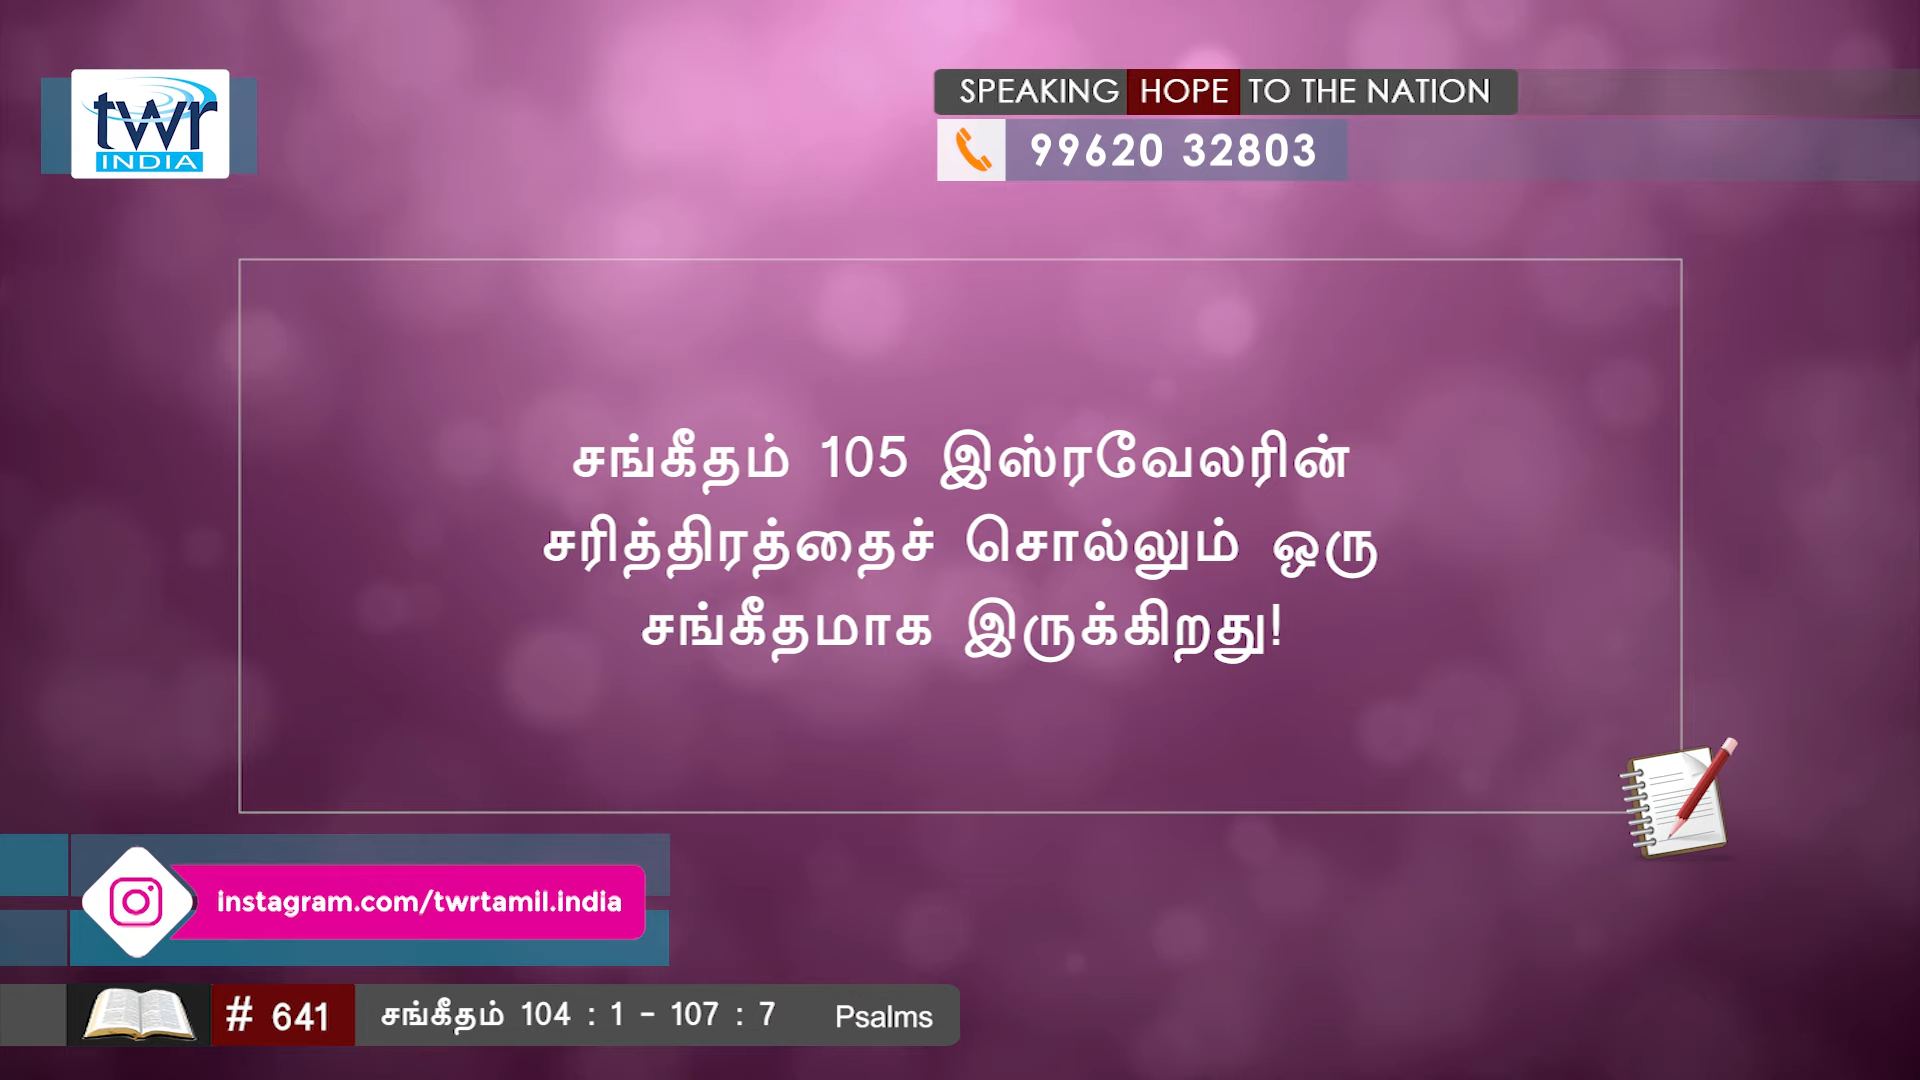 twr
INDIA
SPEAKING HOPE TO THE NATION
99620 32803
சங்கீதம் 105 இஸ்ரவேலரின்
சரித்திரத்தைச் சொல்லும் ஒரு
சங்கீதமாக இருக்கிறது!
instagram.com/twrtamil.india
# 641 சங்கீதம் 104 : 1 - 107 : 7 Psalms